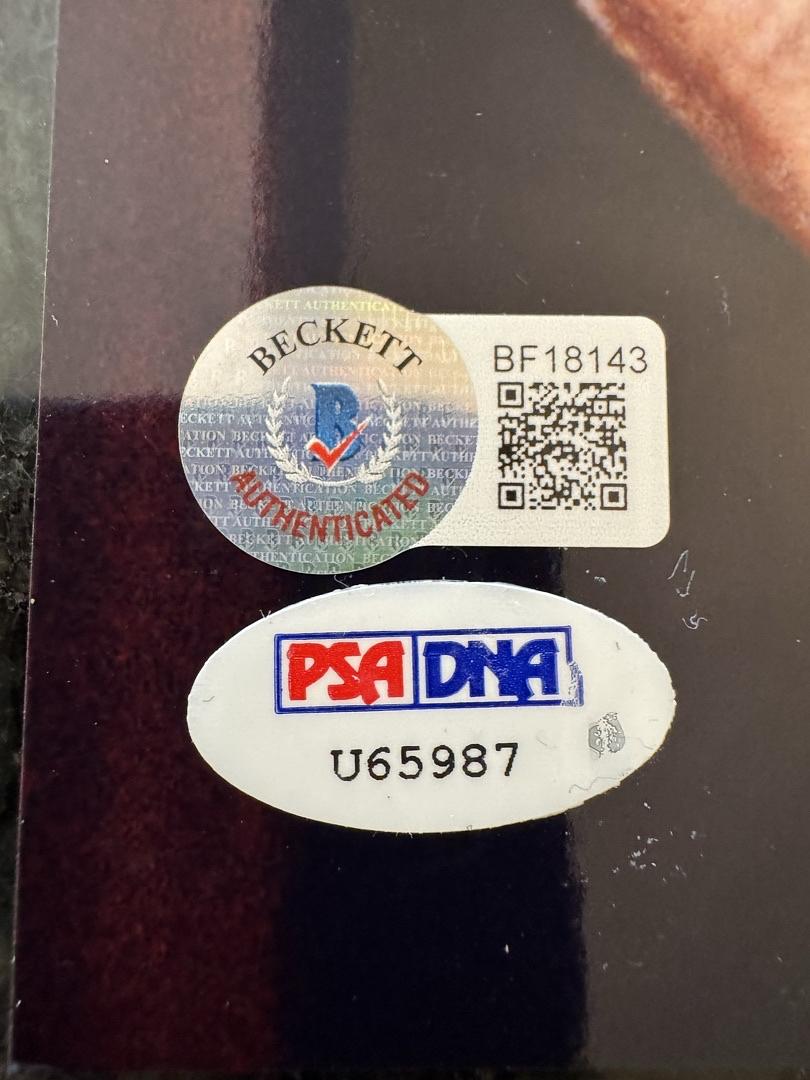 BECKETT
B
AUTHENTICATED
BF18143
PSA DNA
U65987